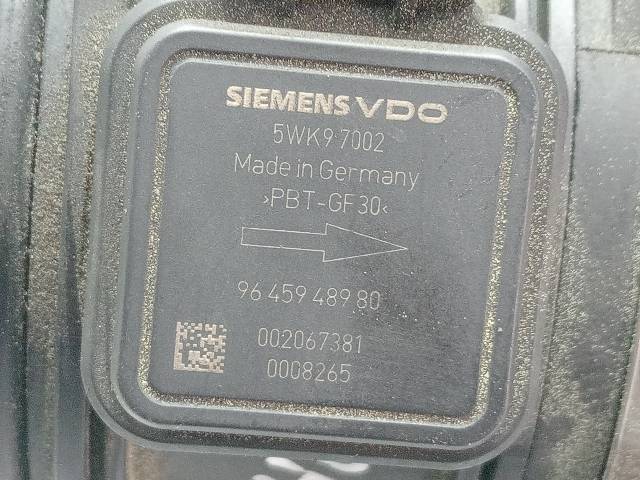 SIEMENS VDO
5WK9 7002
Made in Germany
>PBT-GF30<
96 459 489 80
002067381
0008265